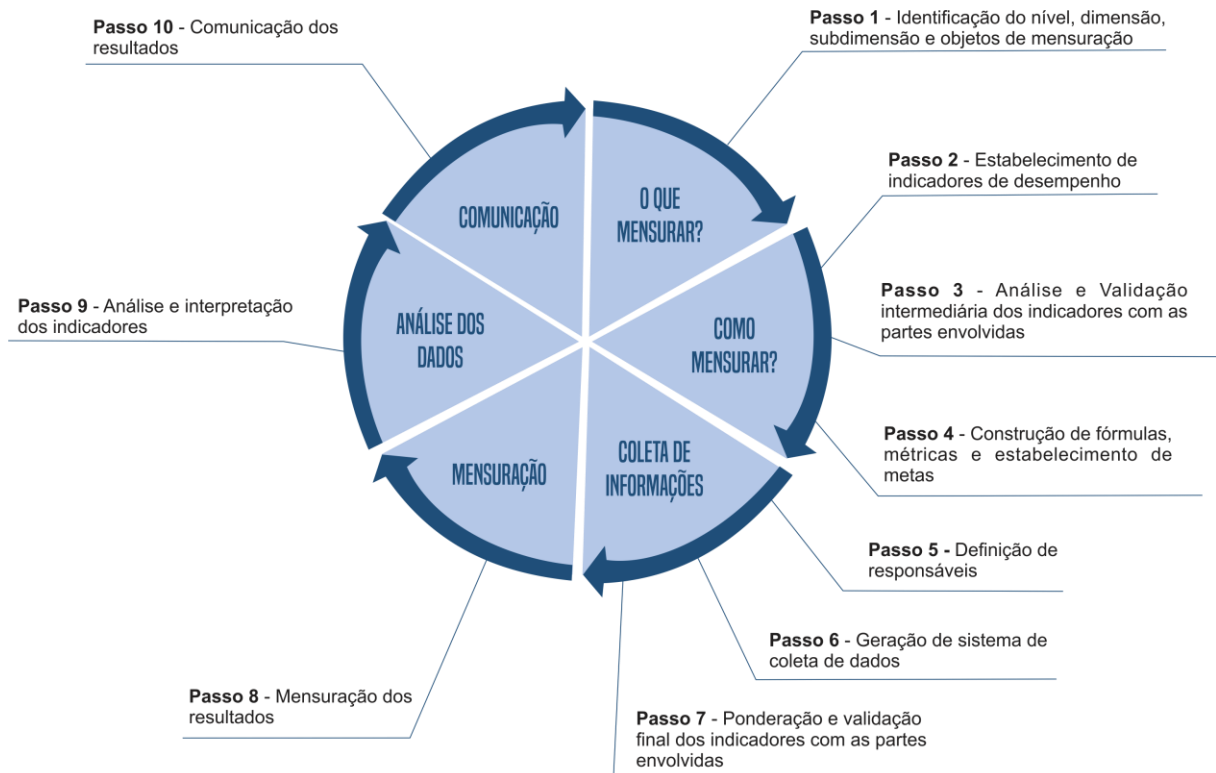 Passo 10 - Comunicação dos
resultados
Passo 1 - Identificação do nível, dimensão,
subdimensão e objetos de mensuração
COMUNICAÇÃO
O QUE
MENSURAR?
Passo 2 - Estabelecimento de
indicadores de desempenho
Passo 9 - Análise e interpretação
dos indicadores
ANÁLISE DOS
DADOS
COMO
MENSURAR?
Passo 3 - Análise e Validação
intermediária dos indicadores com as
partes envolvidas
MENSURAÇÃO
COLETA DE
INFORMAÇÕES
Passo 4 - Construção de fórmulas,
métricas e estabelecimento de
metas
Passo 5 - Definição de
responsáveis
Passo 6 - Geração de sistema de
coleta de dados
Passo 8 - Mensuração dos
resultados
Passo 7 - Ponderação e validação
final dos indicadores com as partes
envolvidas